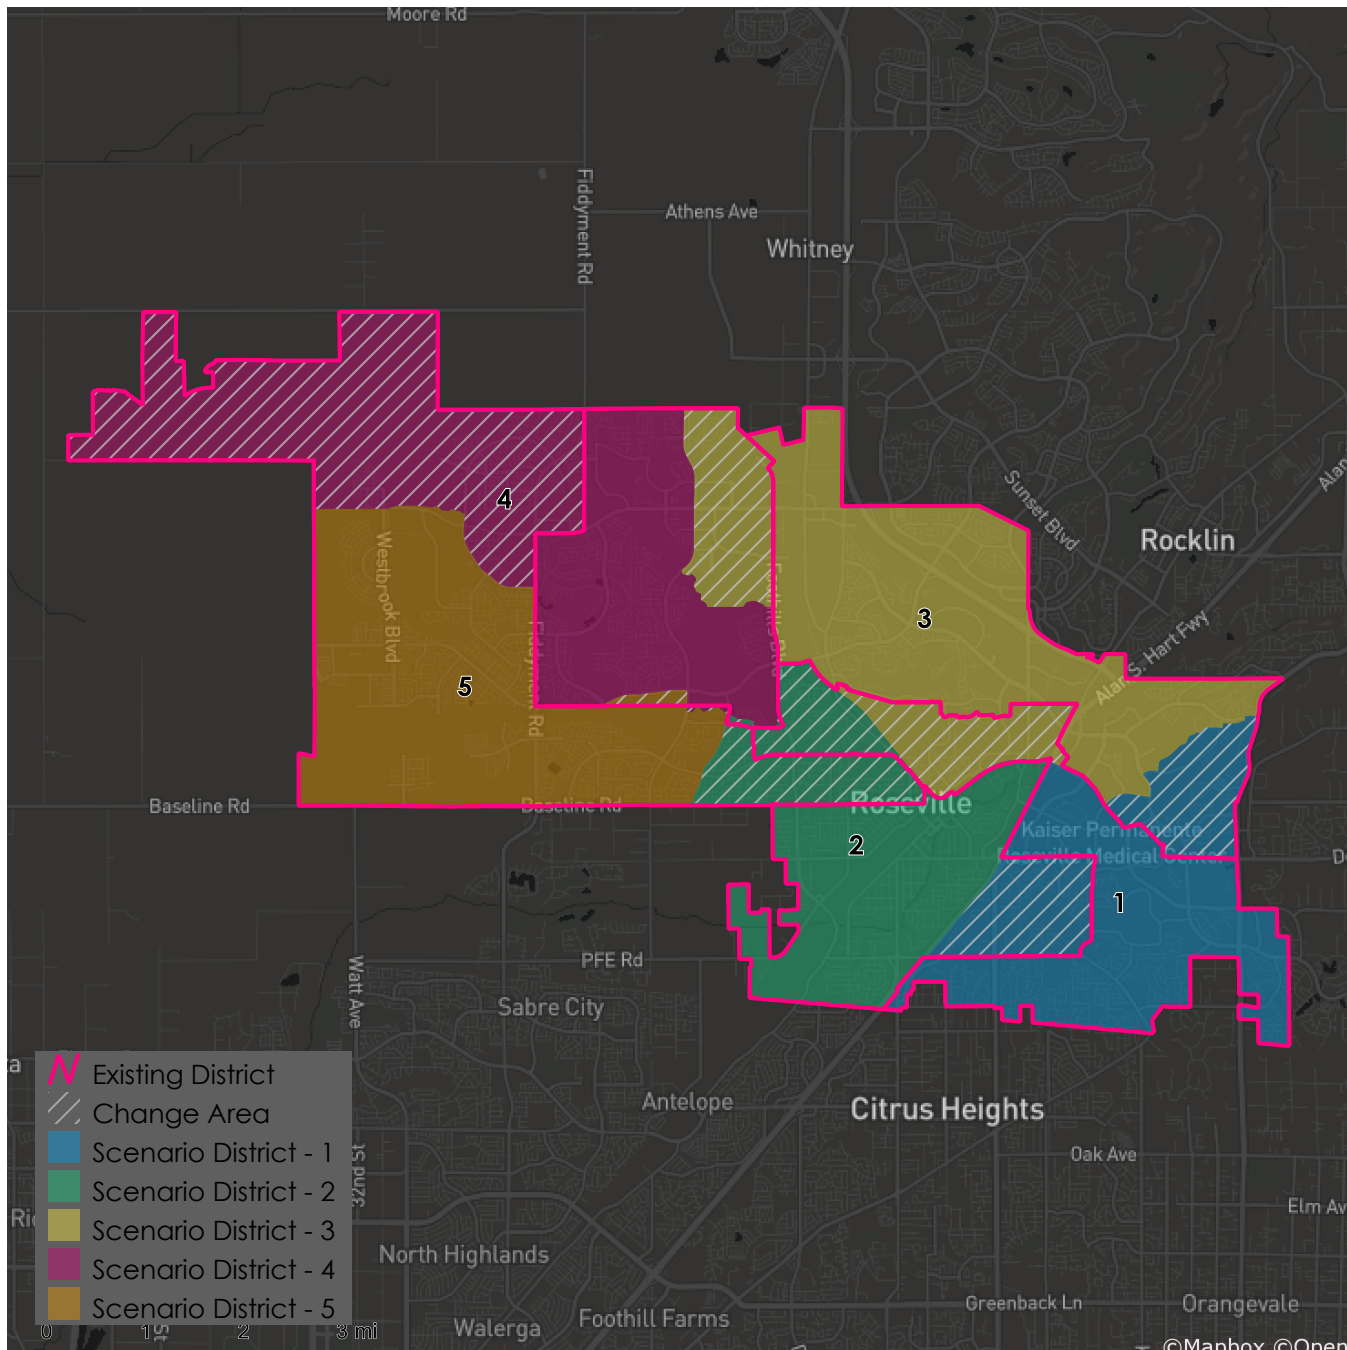 Moore Rd
Fiddyment Rd
Athens Ave
Whitney
Sunset Blvd
Rocklin
4
Westbrook Blvd
3
Alan S. Hart Fwy
5
Fiddyment Rd
Baseline Rd
Baseline Rd
Roseville
Kaiser Permanente
Roseville Medical Center
2
1
PFE Rd
Watt Ave
Sabre City
Antelope
Citrus Heights
Existing District
Change Area
Scenario District - 1
Scenario District - 2
Scenario District - 3
Scenario District - 4
Scenario District - 5
32nd St
Oak Ave
North Highlands
Greenback Ln
Orangevale
Foothill Farms
Walerga
0 1 2 3 mi
©Mapbox ©Open